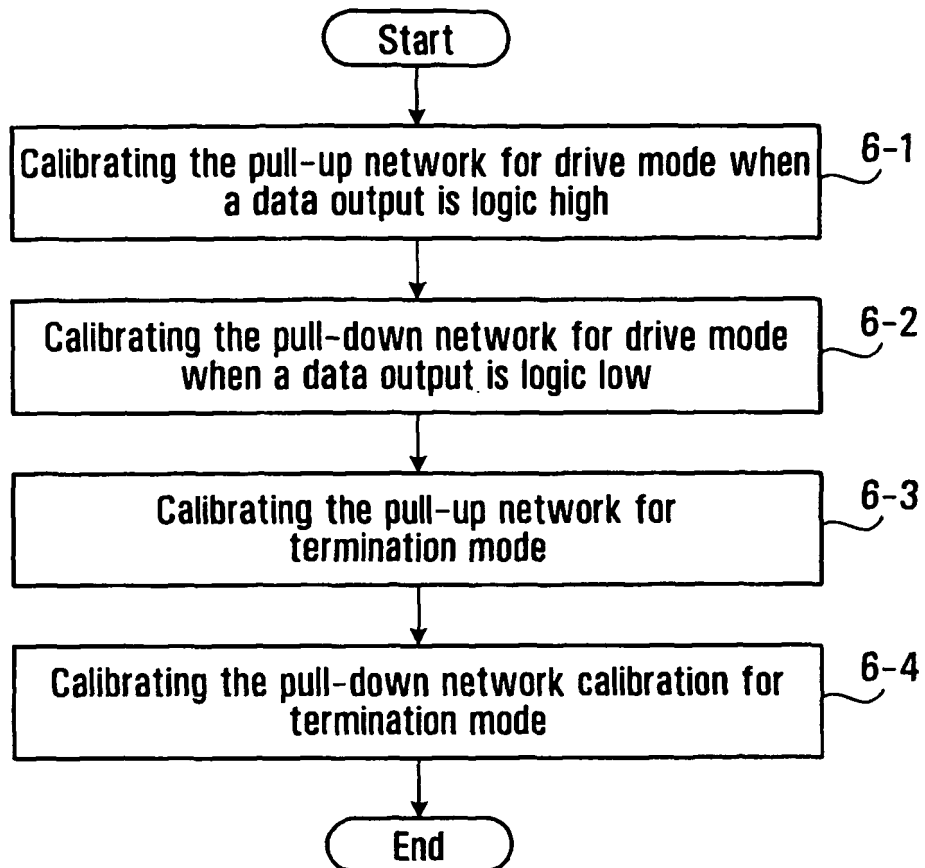 Start
Calibrating the pull-up network for drive mode when
a data output is logic high
6-1
Calibrating the pull-down network for drive mode
when a data output is logic low
6-2
Calibrating the pull-up network for
termination mode
6-3
Calibrating the pull-down network calibration for
termination mode
6-4
End